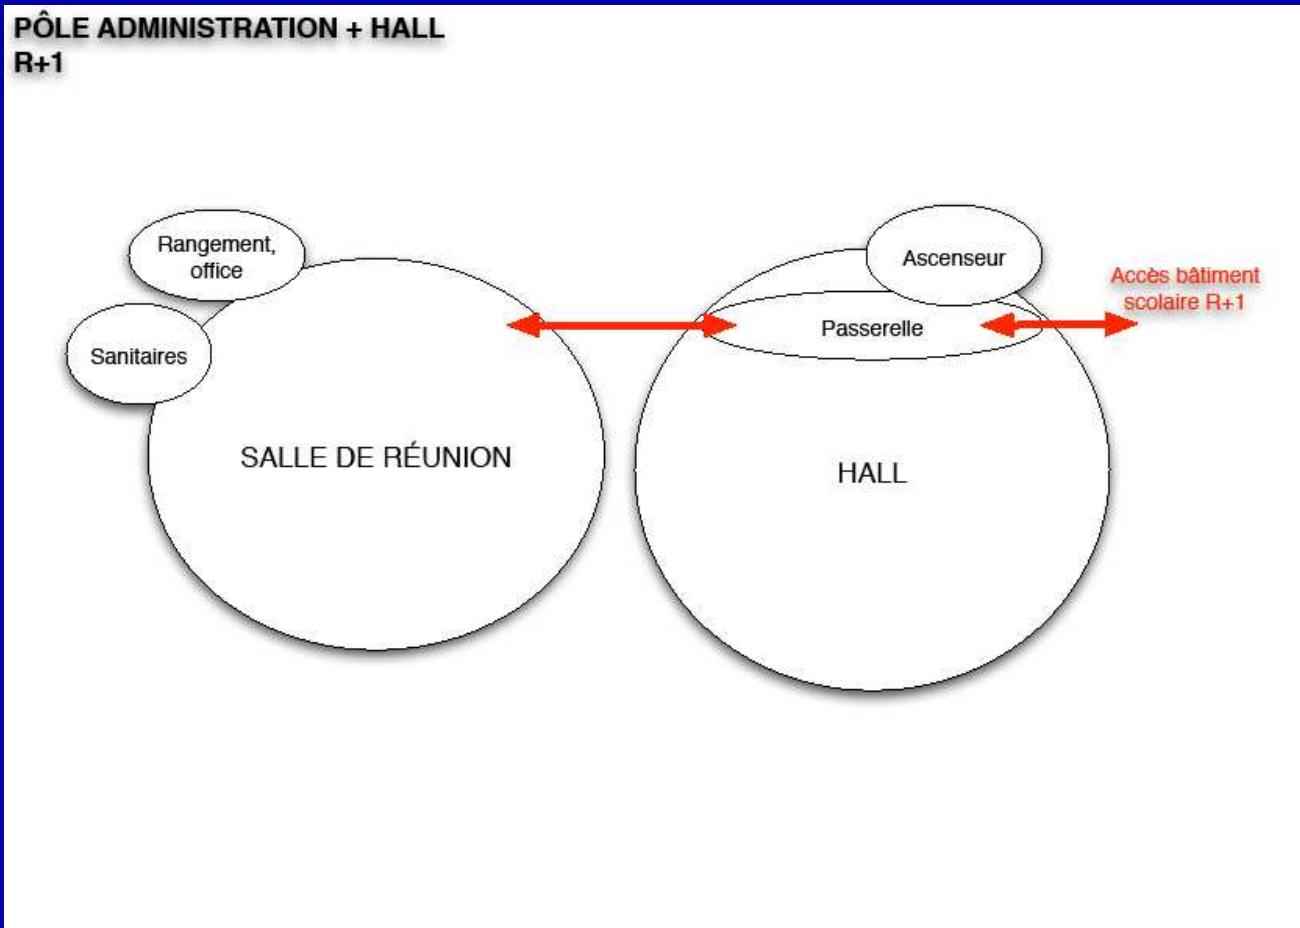 PÔLE ADMINISTRATION + HALL
R+1
Rangement,
office
Ascenseur
Accès bâtiment
scolaire R+1
Sanitaires
Passerelle
SALLE DE RÉUNION
HALL